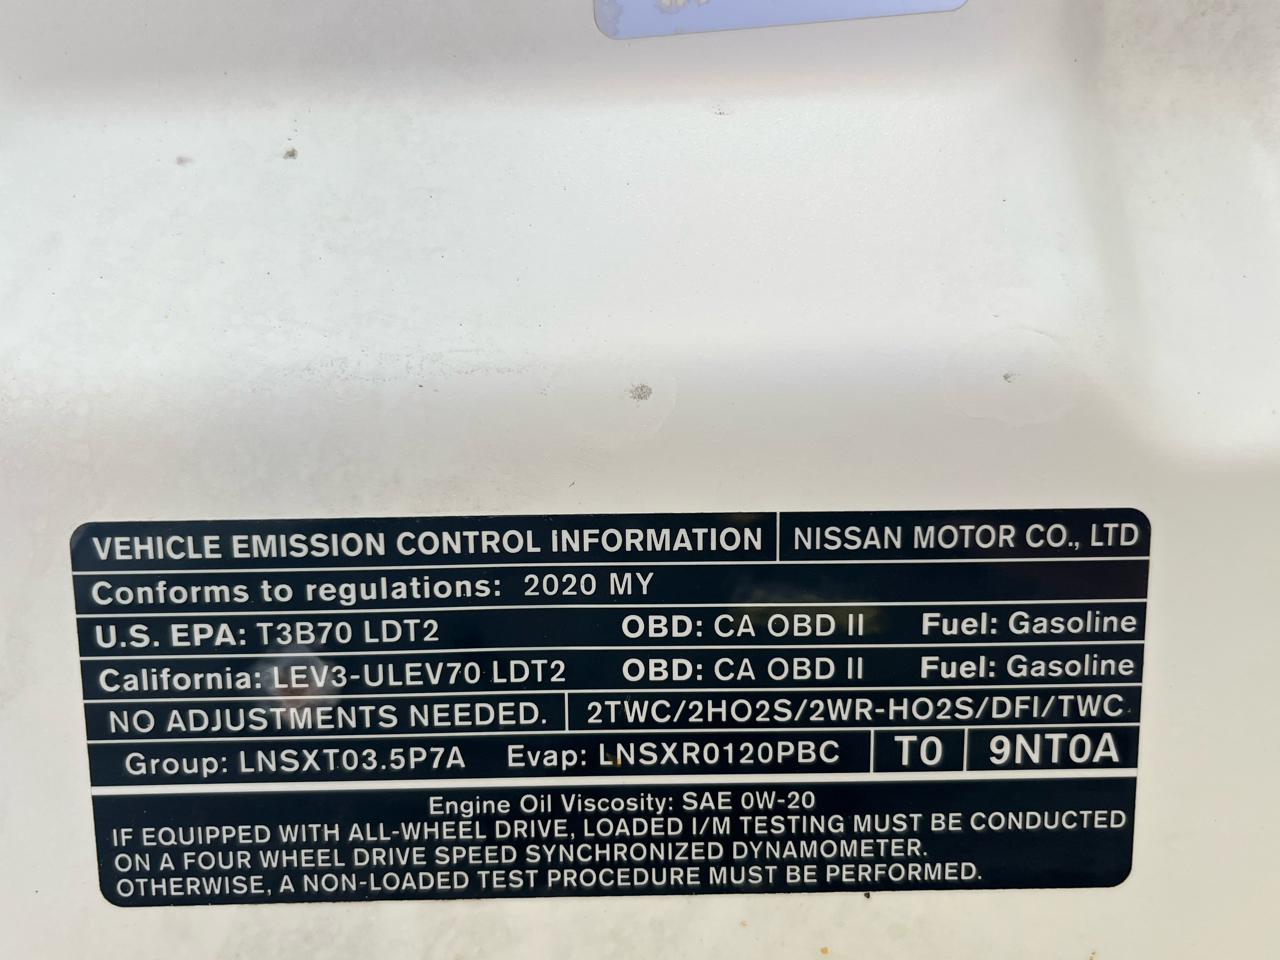 VEHICLE EMISSION CONTROL INFORMATION NISSAN MOTOR CO., LTD
Conforms to regulations: 2020 MY
U.S. EPA: T3B70 LDT2 OBD: CA OBD II Fuel: Gasoline
California: LEV3-ULEV70 LDT2 OBD: CA OBD II Fuel: Gasoline
NO ADJUSTMENTS NEEDED. 2TWC/2HO2S/2WR-HO2S/DFI/TWC
Group: LNSXT03.5P7A Evap: LNSXR0120PBC T0 9NT0A
Engine Oil Viscosity: SAE 0W-20
IF EQUIPPED WITH ALL-WHEEL DRIVE, LOADED I/M TESTING MUST BE CONDUCTED
ON A FOUR WHEEL DRIVE SPEED SYNCHRONIZED DYNAMOMETER.
OTHERWISE, A NON-LOADED TEST PROCEDURE MUST BE PERFORMED.